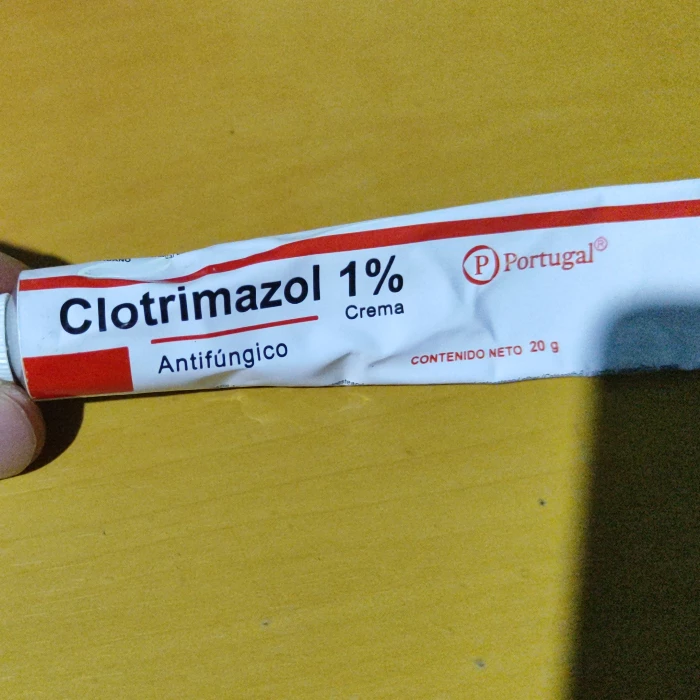 Clotrimazol 1%
Crema
Antifúngico
P Portugal®
CONTENIDO NETO 20 g